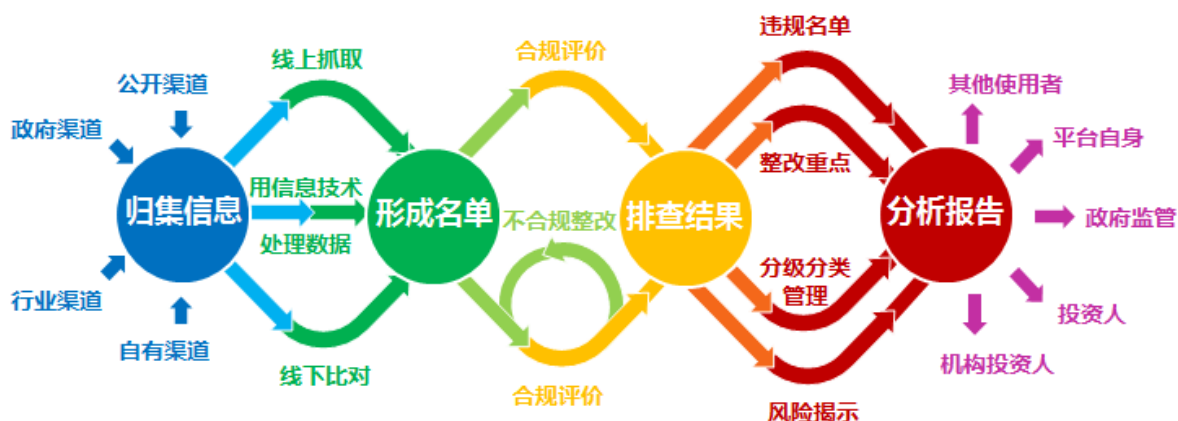 公开渠道
政府渠道
归集信息
行业渠道
自有渠道
线上抓取
用信息技术
处理数据
线下比对
形成名单
合规评价
不合规整改
合规评价
排查结果
违规名单
整改重点
分级分类
管理
风险揭示
分析报告
其他使用者
平台自身
政府监管
投资人
机构投资人